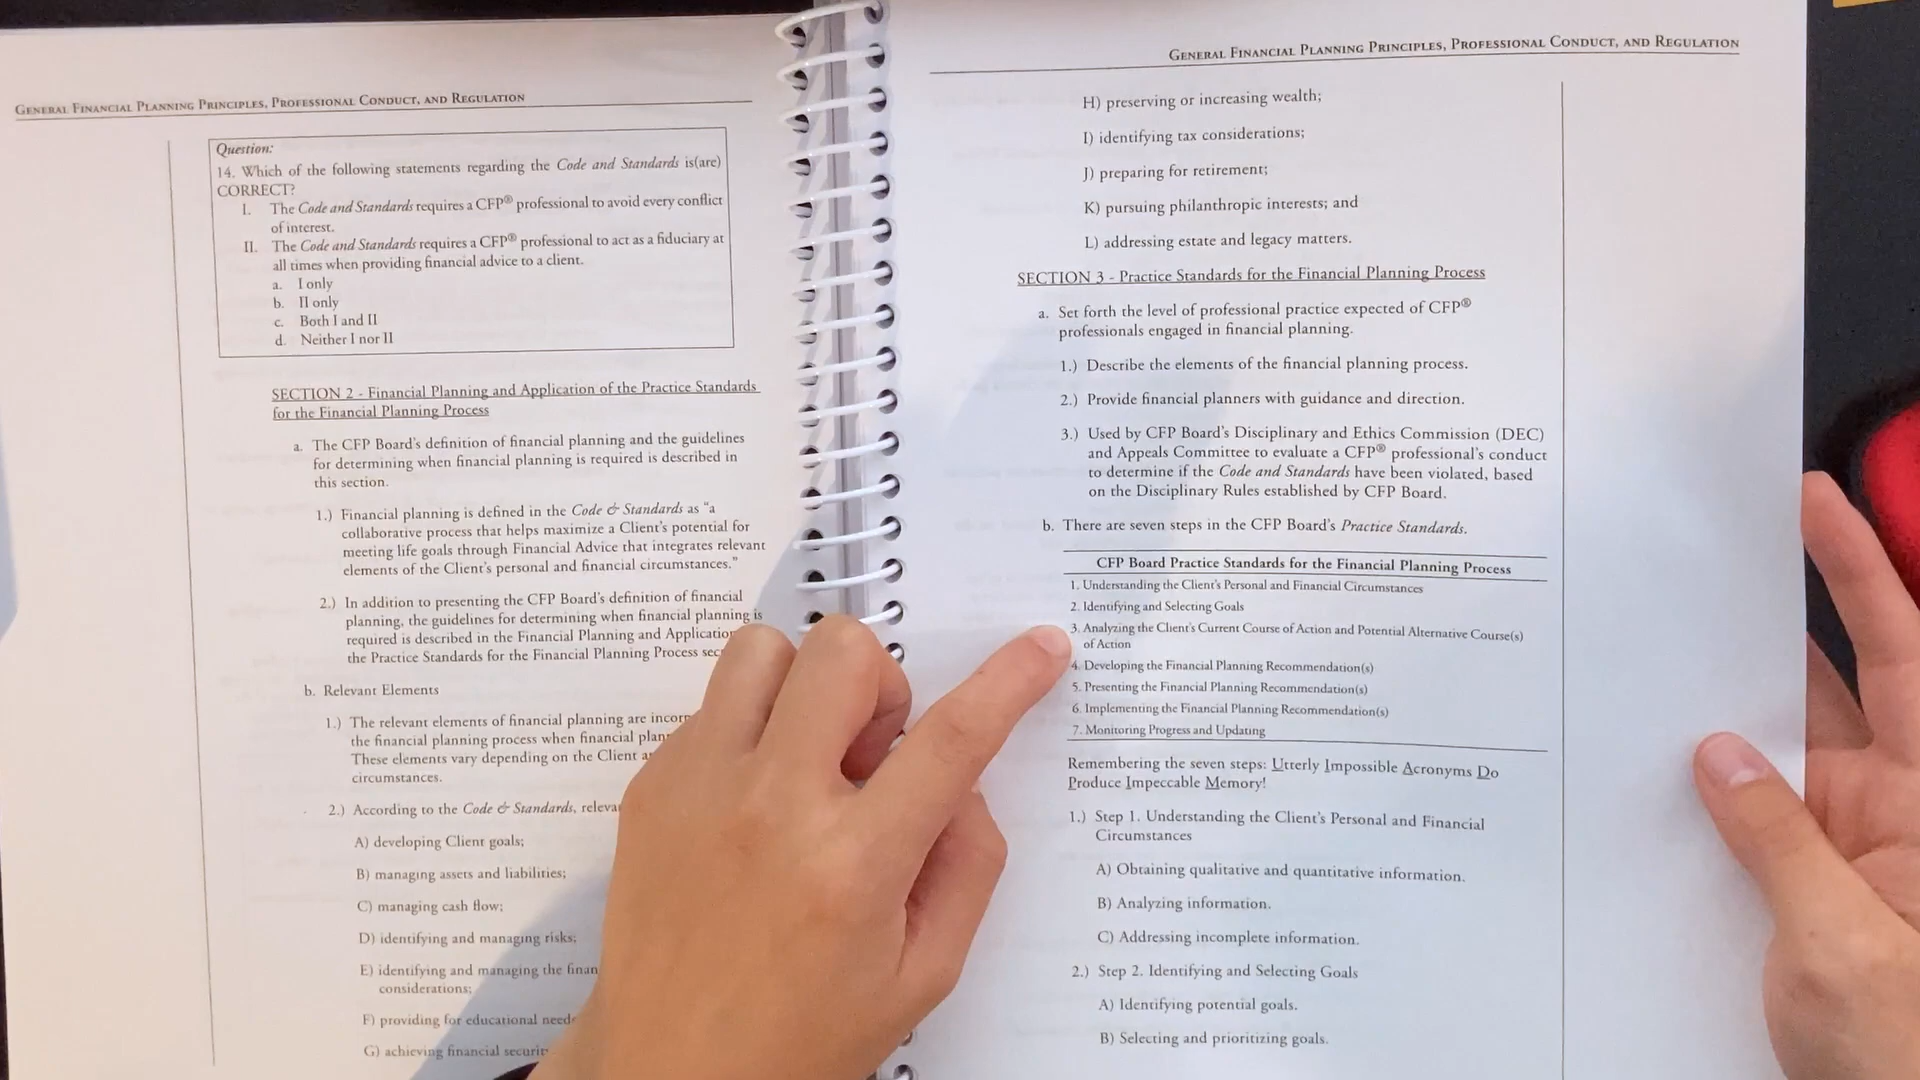 GENERAL FINANCIAL PLANNING PRINCIPLES, PROFESSIONAL CONDUCT, AND REGULATION
Question:
14. Which of the following statements regarding the Code and Standards is(are)
CORRECT?
I. The Code and Standards requires a CFP® professional to avoid every conflict
of interest.
II. The Code and Standards requires a CFP® professional to act as a fiduciary at
all times when providing financial advice to a client.
a. I only
b. II only
c. Both I and II
d. Neither I nor II
SECTION 2 - Financial Planning and Application of the Practice Standards
for the Financial Planning Process
a. The CFP Board's definition of financial planning and the guidelines
for determining when financial planning is required is described in
this section.
1.) Financial planning is defined in the Code & Standards as "a
collaborative process that helps maximize a Client's potential for
meeting life goals through Financial Advice that integrates relevant
elements of the Client's personal and financial circumstances."
2.) In addition to presenting the CFP Board's definition of financial
planning, the guidelines for determining when financial planning is
required is described in the Financial Planning and Application
the Practice Standards for the Financial Planning Process
b. Relevant Elements
1.) The relevant elements of financial planning are
the financial planning process when financial
These elements vary depending on the Client
circumstances.
2.) According to the Code & Standards,
A) developing Client goals;
B) managing assets and liabilities;
C) managing cash flow;
D) identifying and managing risks;
E) identifying and managing the
considerations;
F) providing for educational
G) achieving financial
GENERAL FINANCIAL PLANNING PRINCIPLES, PROFESSIONAL CONDUCT, AND REGULATION
H) preserving or increasing wealth;
I) identifying tax considerations;
J) preparing for retirement;
K) pursuing philanthropic interests; and
L) addressing estate and legacy matters.
SECTION 3 - Practice Standards for the Financial Planning Process
a. Set forth the level of professional practice expected of CFP®
professionals engaged in financial planning.
1.) Describe the elements of the financial planning process.
2.) Provide financial planners with guidance and direction.
3.) Used by CFP Board's Disciplinary and Ethics Commission (DEC)
and Appeals Committee to evaluate a CFP® professional's conduct
to determine if the Code and Standards have been violated, based
on the Disciplinary Rules established by CFP Board.
b. There are seven steps in the CFP Board's Practice Standards.
CFP Board Practice Standards for the Financial Planning Process
1. Understanding the Client's Personal and Financial Circumstances
2. Identifying and Selecting Goals
3. Analyzing the Client's Current Course of Action and Potential Alternative Course(s)
of Action
4. Developing the Financial Planning Recommendation(s)
5. Presenting the Financial Planning Recommendation(s)
6. Implementing the Financial Planning Recommendation(s)
7. Monitoring Progress and Updating
Remembering the seven steps: Utterly Impossible Acronyms Do
Produce Impeccable Memory!
1.) Step 1. Understanding the Client's Personal and Financial
Circumstances
A) Obtaining qualitative and quantitative information.
B) Analyzing information.
C) Addressing incomplete information.
2.) Step 2. Identifying and Selecting Goals
A) Identifying potential goals.
B) Selecting and prioritizing goals.